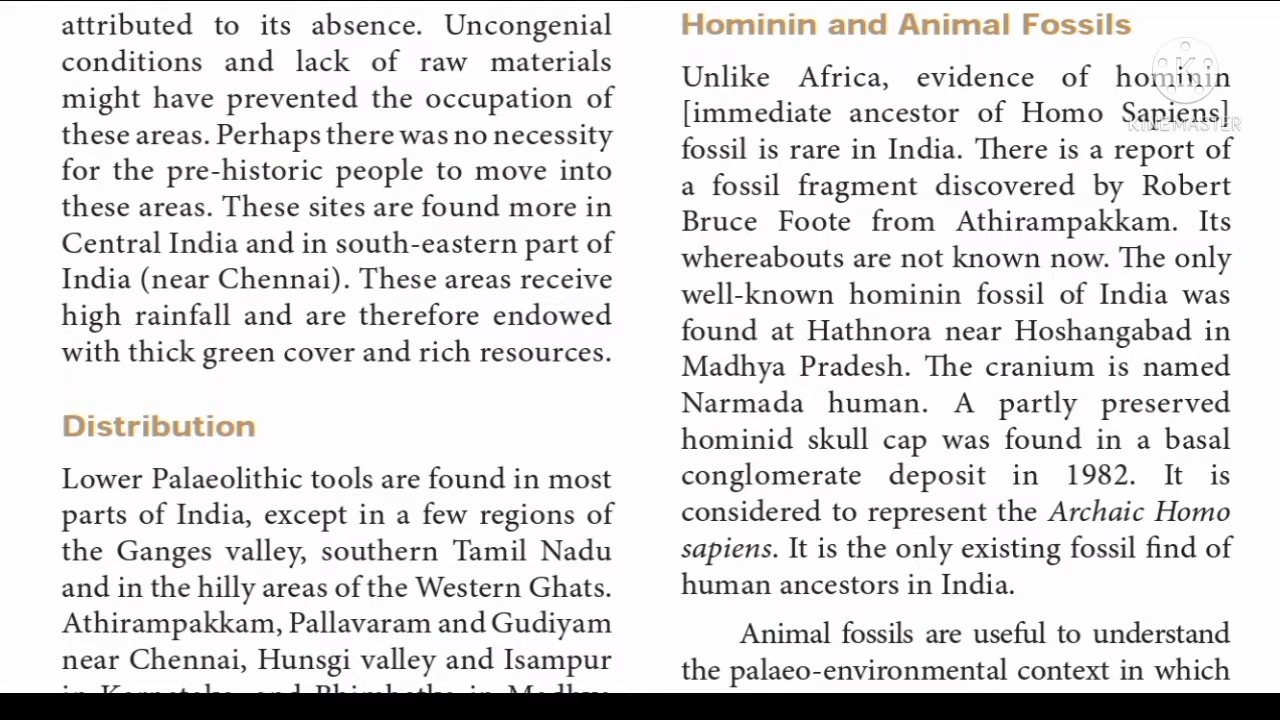 attributed to its absence. Uncongenial
conditions and lack of raw materials
might have prevented the occupation of
these areas. Perhaps there was no necessity
for the pre-historic people to move into
these areas. These sites are found more in
Central India and in south-eastern part of
India (near Chennai). These areas receive
high rainfall and are therefore endowed
with thick green cover and rich resources.
Distribution
Lower Palaeolithic tools are found in most
parts of India, except in a few regions of
the Ganges valley, southern Tamil Nadu
and in the hilly areas of the Western Ghats.
Athirampakkam, Pallavaram and Gudiyam
near Chennai, Hunsgi valley and Isampur
Hominin and Animal Fossils
Unlike Africa, evidence of hominin
[immediate ancestor of Homo Sapiens]
fossil is rare in India. There is a report of
a fossil fragment discovered by Robert
Bruce Foote from Athirampakkam. Its
whereabouts are not known now. The only
well-known hominin fossil of India was
found at Hathnora near Hoshangabad in
Madhya Pradesh. The cranium is named
Narmada human. A partly preserved
hominid skull cap was found in a basal
conglomerate deposit in 1982. It is
considered to represent the Archaic Homo
sapiens. It is the only existing fossil find of
human ancestors in India.
Animal fossils are useful to understand
the palaeo-environmental context in which
K
KINEMASTER